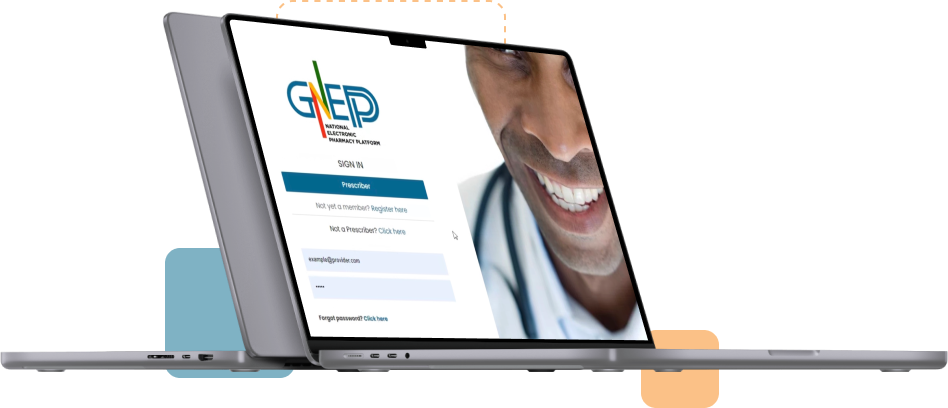 GNEPP
NATIONAL
ELECTRONIC
PHARMACY PLATFORM
SIGN IN
Prescriber
Not yet a member? Register here
Not a Prescriber? Click here
example@provider.com
Forgot password? Click here